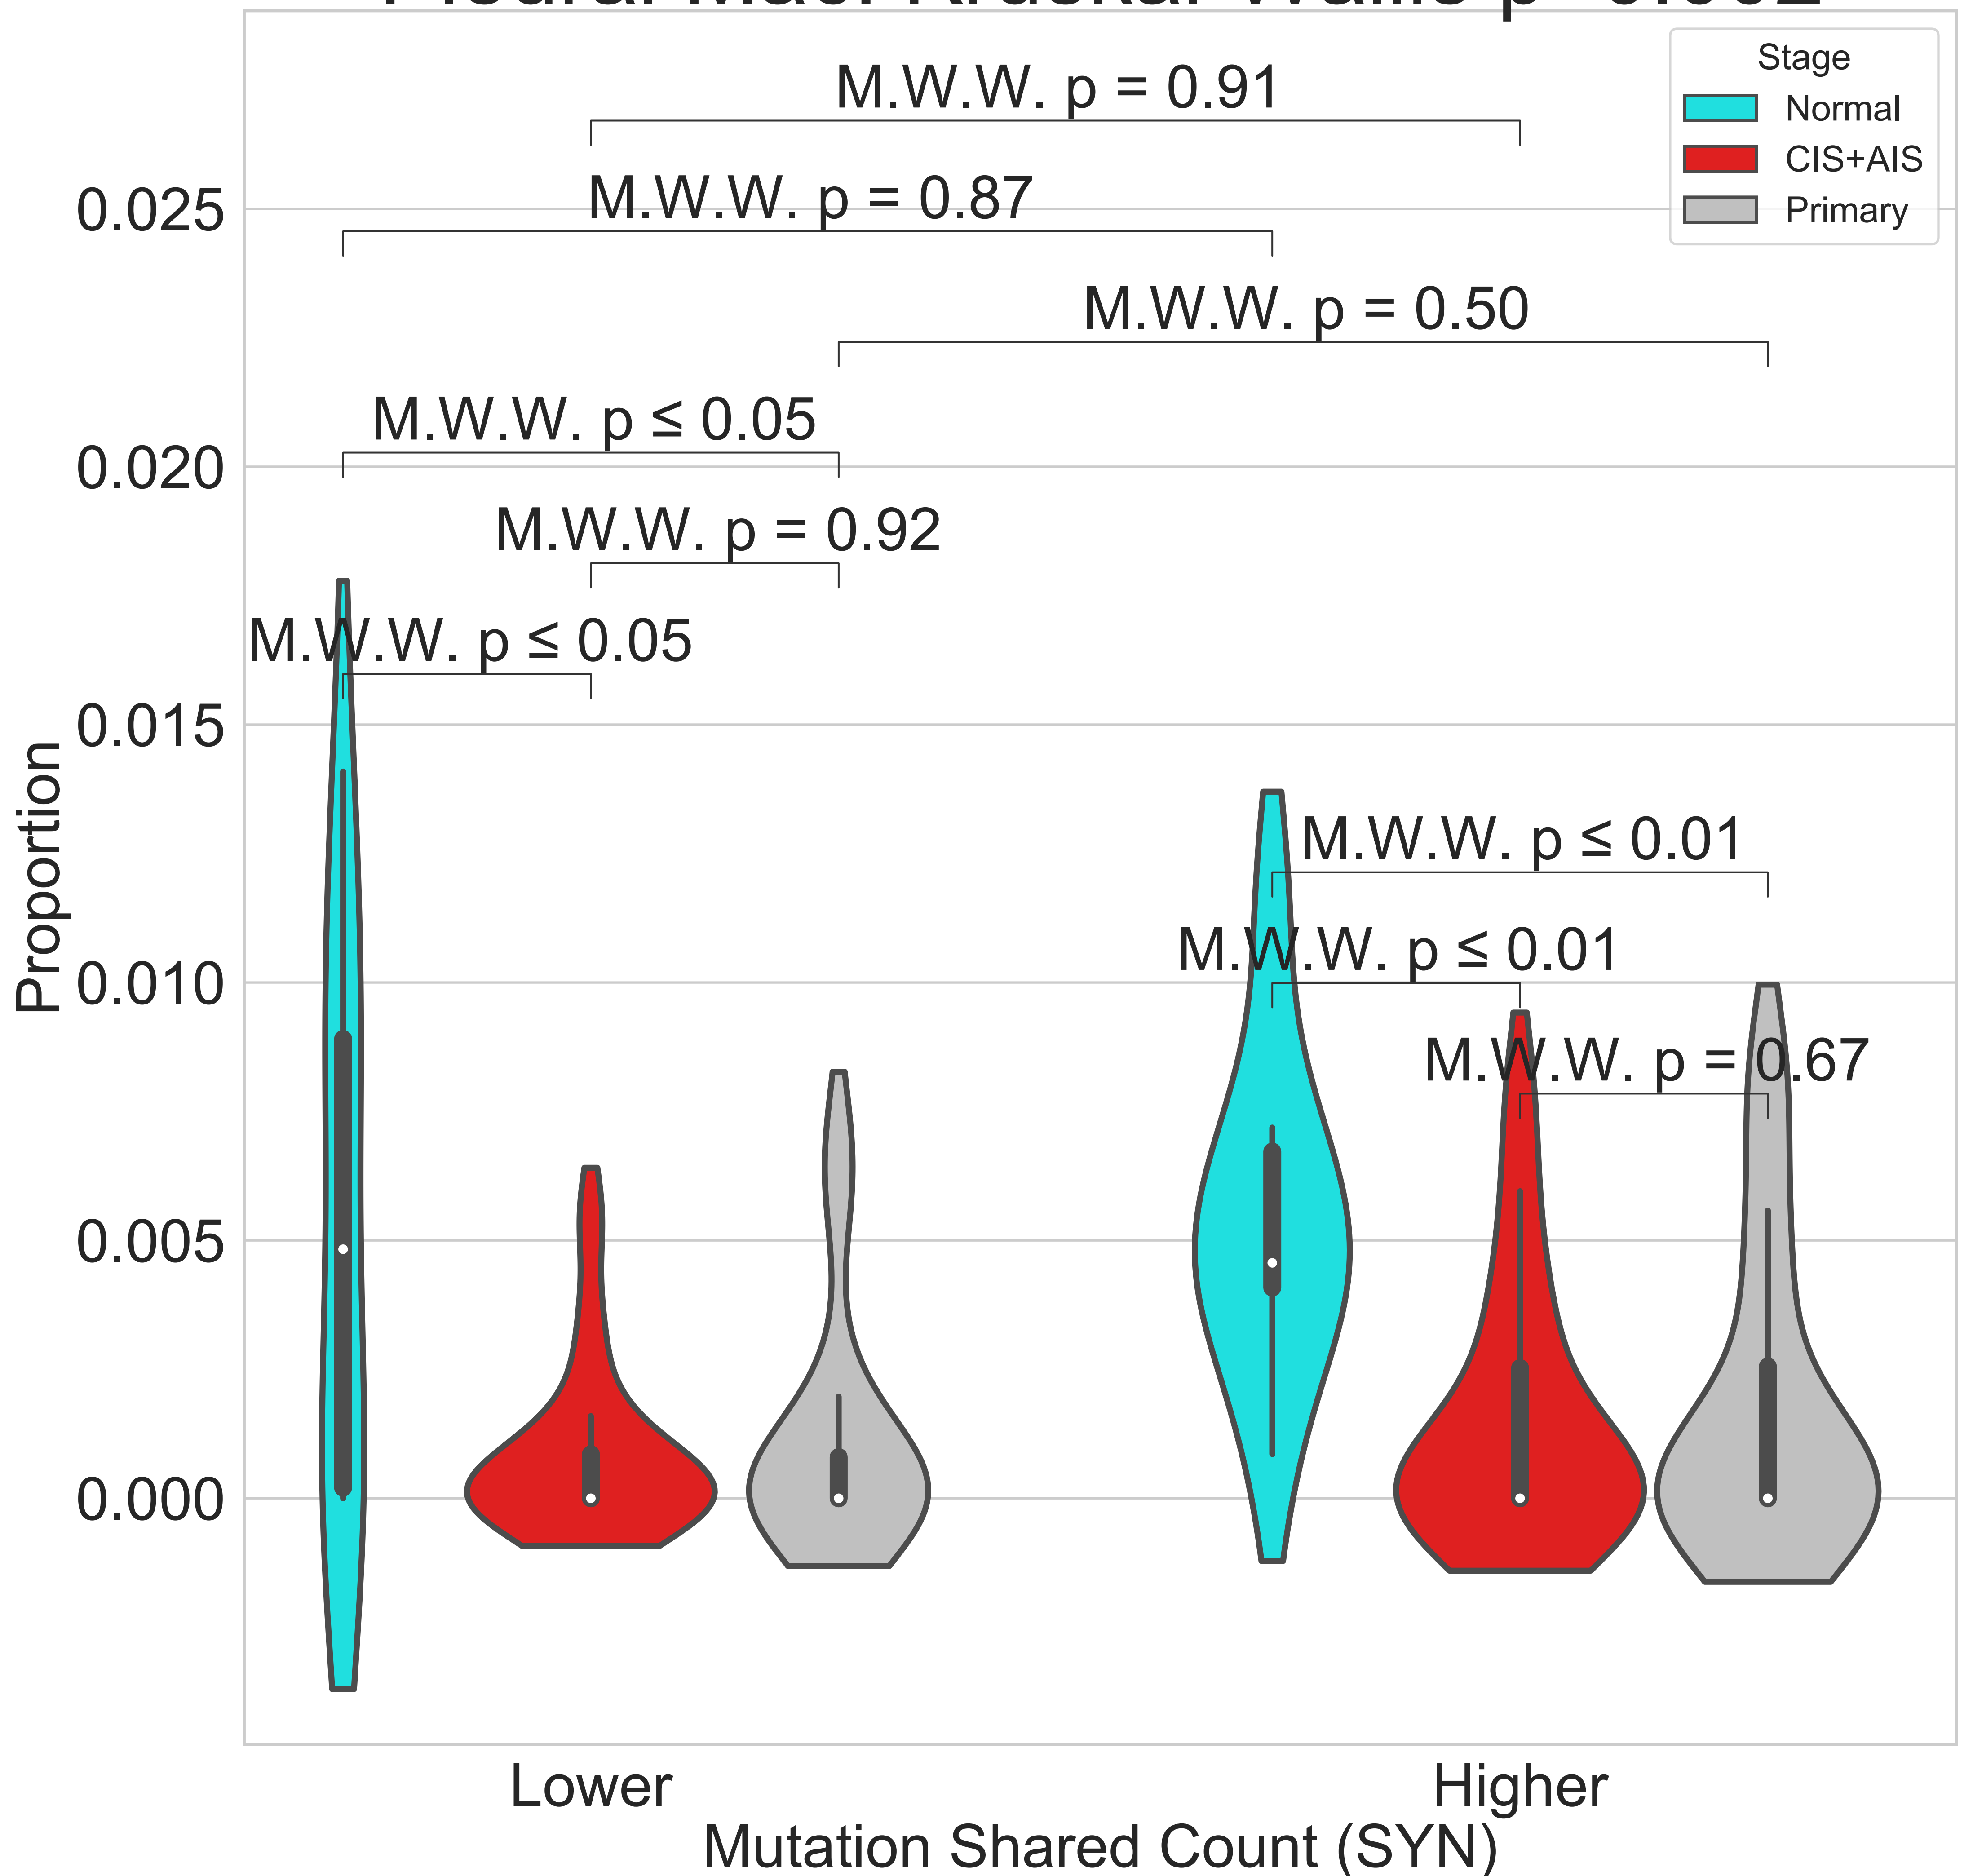 M.W.W. p = 0.91
M.W.W. p = 0.87
M.W.W. p = 0.50
M.W.W. p ≤ 0.05
M.W.W. p = 0.92
M.W.W. p ≤ 0.05
M.W.W. p ≤ 0.01
M.W.W. p ≤ 0.01
M.W.W. p = 0.67
Stage
Normal
CIS+AIS
Primary
Proportion
0.025
0.020
0.015
0.010
0.005
0.000
Lower
Higher
Mutation Shared Count (SYN)